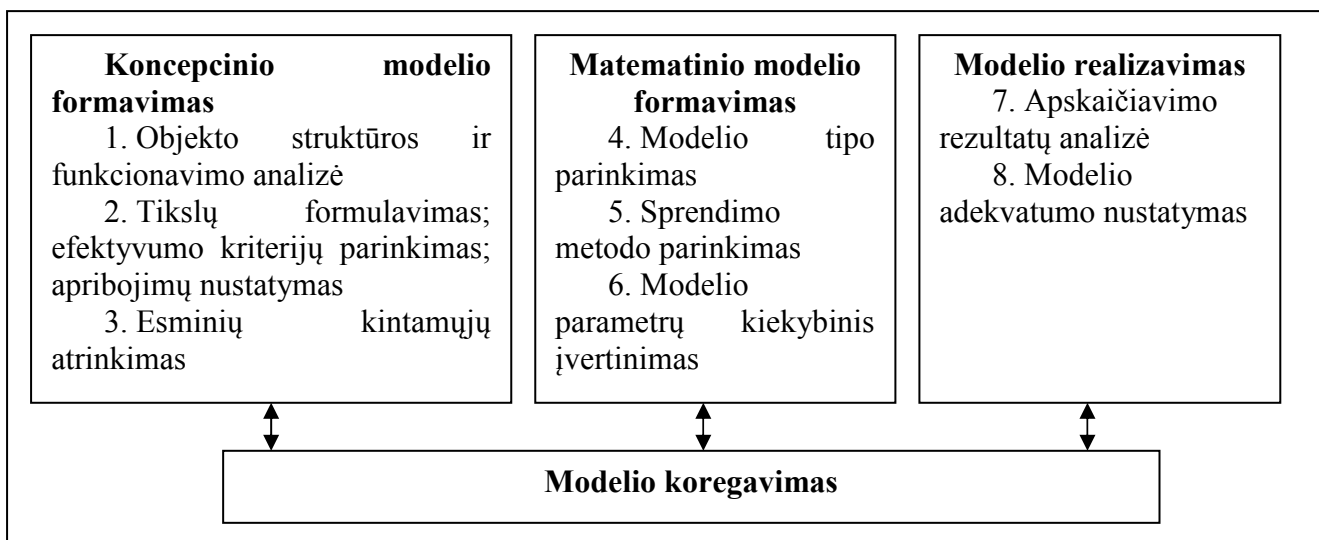 Koncepcinio modelio
formavimas
1. Objekto struktūros ir
funkcionavimo analizė
2. Tikslų formulavimas;
efektyvumo kriterijų parinkimas;
apribojimų nustatymas
3. Esminių kintamųjų
atrinkimas
Matematinio modelio
formavimas
4. Modelio tipo
parinkimas
5. Sprendimo
metodo parinkimas
6. Modelio
parametrų kiekybinis
įvertinimas
Modelio realizavimas
7. Apskaičiavimo
rezultatų analizė
8. Modelio
adekvatumo nustatymas
Modelio koregavimas